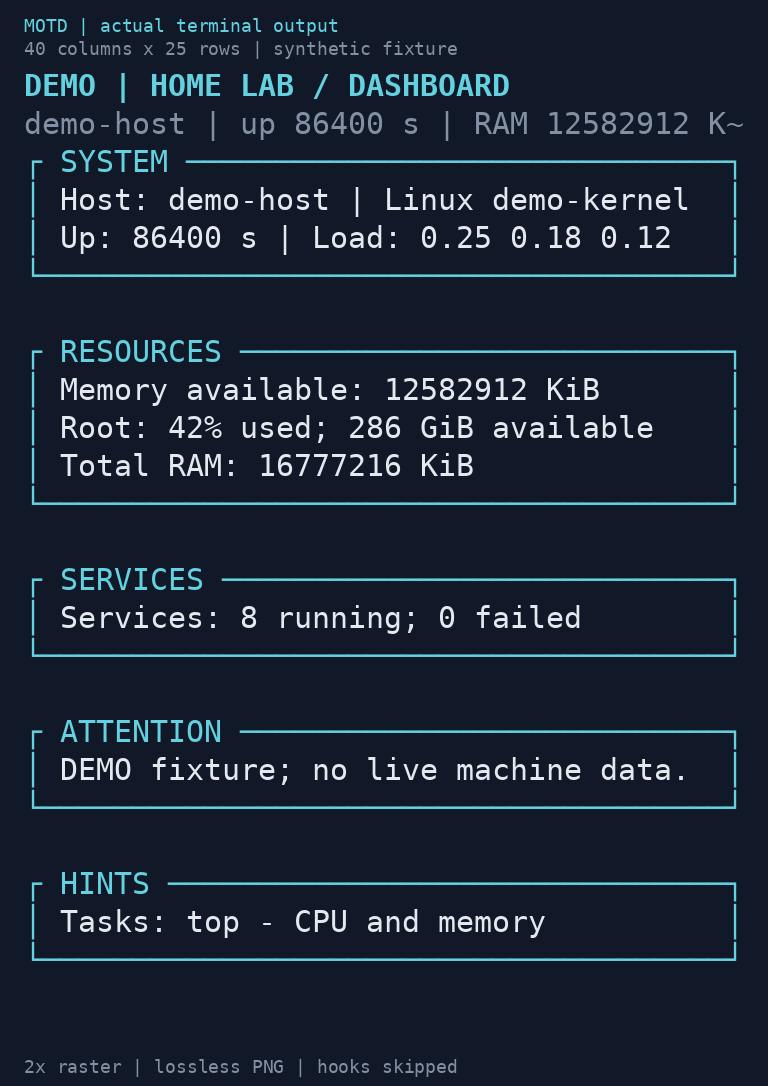 MOTD | actual terminal output
40 columns x 25 rows | synthetic fixture
DEMO | HOME LAB / DASHBOARD
demo-host | up 86400 s | RAM 12582912 K~
SYSTEM
Host: demo-host | Linux demo-kernel
Up: 86400 s | Load: 0.25 0.18 0.12
RESOURCES
Memory available: 12582912 KiB
Root: 42% used; 286 GiB available
Total RAM: 16777216 KiB
SERVICES
Services: 8 running; 0 failed
ATTENTION
DEMO fixture; no live machine data.
HINTS
Tasks: top - CPU and memory
2x raster | lossless PNG | hooks skipped